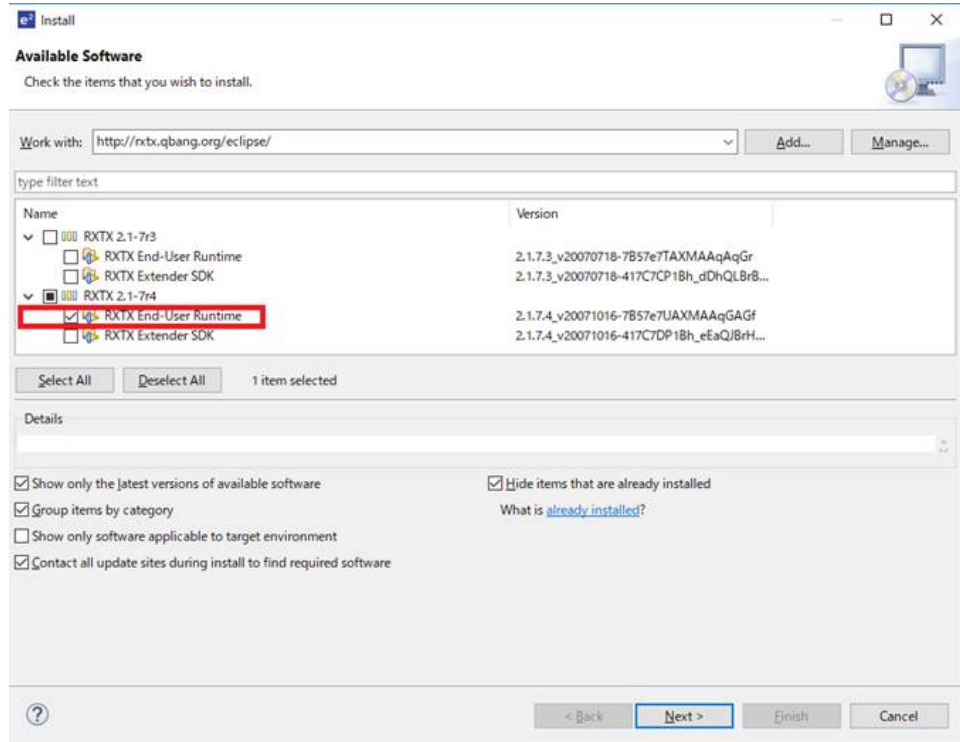 e² Install
Available Software
Check the items that you wish to install.
Work with: http://rxtx.qbang.org/eclipse/ Add... Manage...
type filter text
Name Version
RXTX 2.1-7r3
RXTX End-User Runtime 2.1.7.3_v20070718-7B57e7TAXMAAqAqGr
RXTX Extender SDK 2.1.7.3_v20070718-417C7CP1Bh_dDhQLBrB...
RXTX 2.1-7r4
RXTX End-User Runtime 2.1.7.4_v20071016-7B57e7UAXMAAqGAGf
RXTX Extender SDK 2.1.7.4_v20071016-417C7DP1Bh_eEaQJBrH...
Select All Deselect All 1 item selected
Details
Show only the latest versions of available software Hide items that are already installed
Group items by category What is already installed?
Show only software applicable to target environment
Contact all update sites during install to find required software
? < Back Next > Finish Cancel